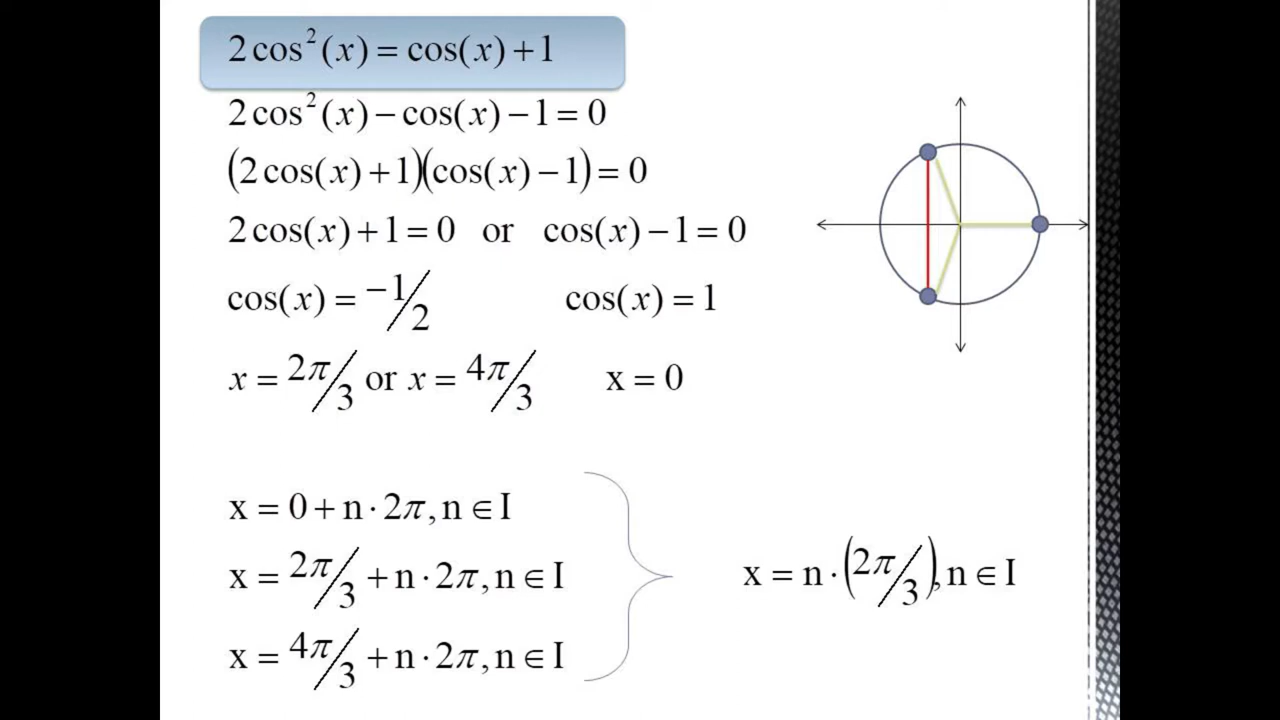 2cos²(x) = cos(x) + 1
2cos²(x) − cos(x) − 1 = 0
(2cos(x) + 1)(cos(x) − 1) = 0
2cos(x) + 1 = 0 or cos(x) − 1 = 0
cos(x) = −1/2 cos(x) = 1
x = 2π/3 or x = 4π/3 x = 0
x = 0 + n · 2π, n ∈ I
x = 2π/3 + n · 2π, n ∈ I
x = n · (2π/3), n ∈ I
x = 4π/3 + n · 2π, n ∈ I